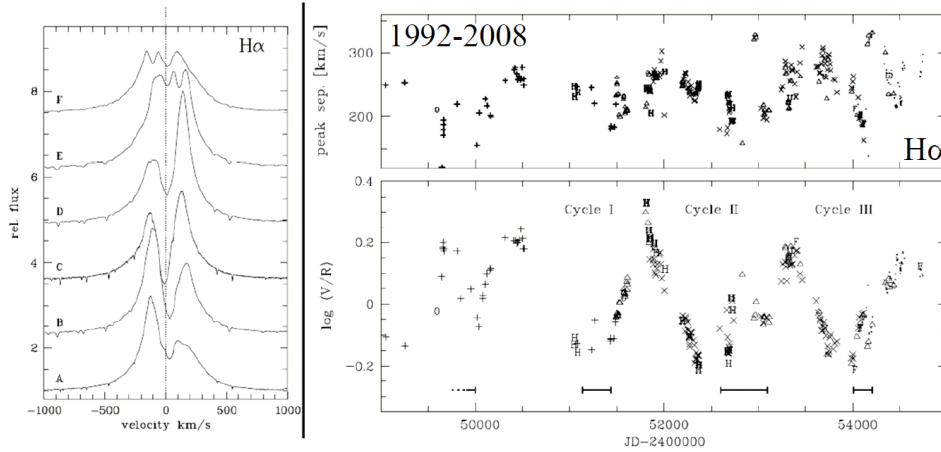 Hα
8
6
4
2
rel. flux
F
E
D
C
B
A
-1000 -500 0 500 1000
velocity km/s
1992-2008
300
200
peak sep. [km/s]
Hα
0.4
0.2
0
-0.2
log (V/R)
Cycle I Cycle II Cycle III
50000 52000 54000
JD-2400000